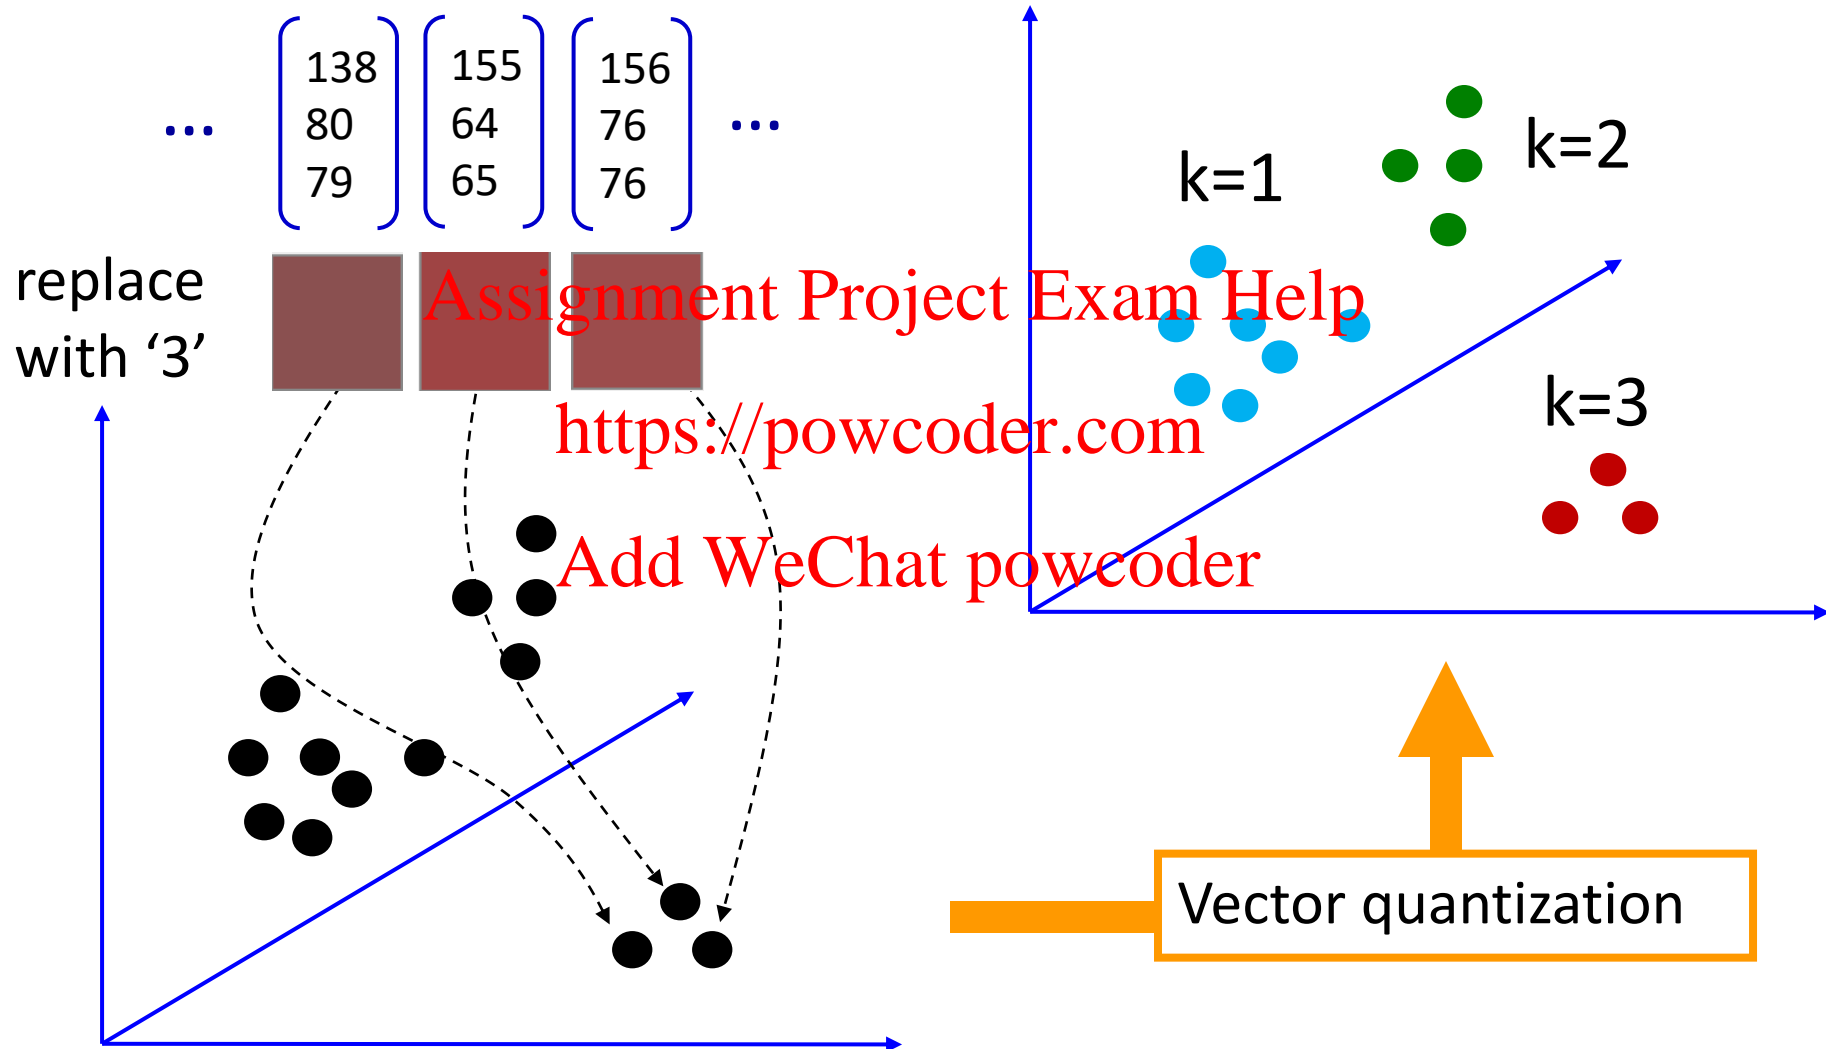 ... 138 155 156 ...
80 64 76
79 65 76
replace
with ‘3’
k=1
k=2
k=3
Assignment Project Exam Help
https://powcoder.com
Add WeChat powcoder
Vector quantization